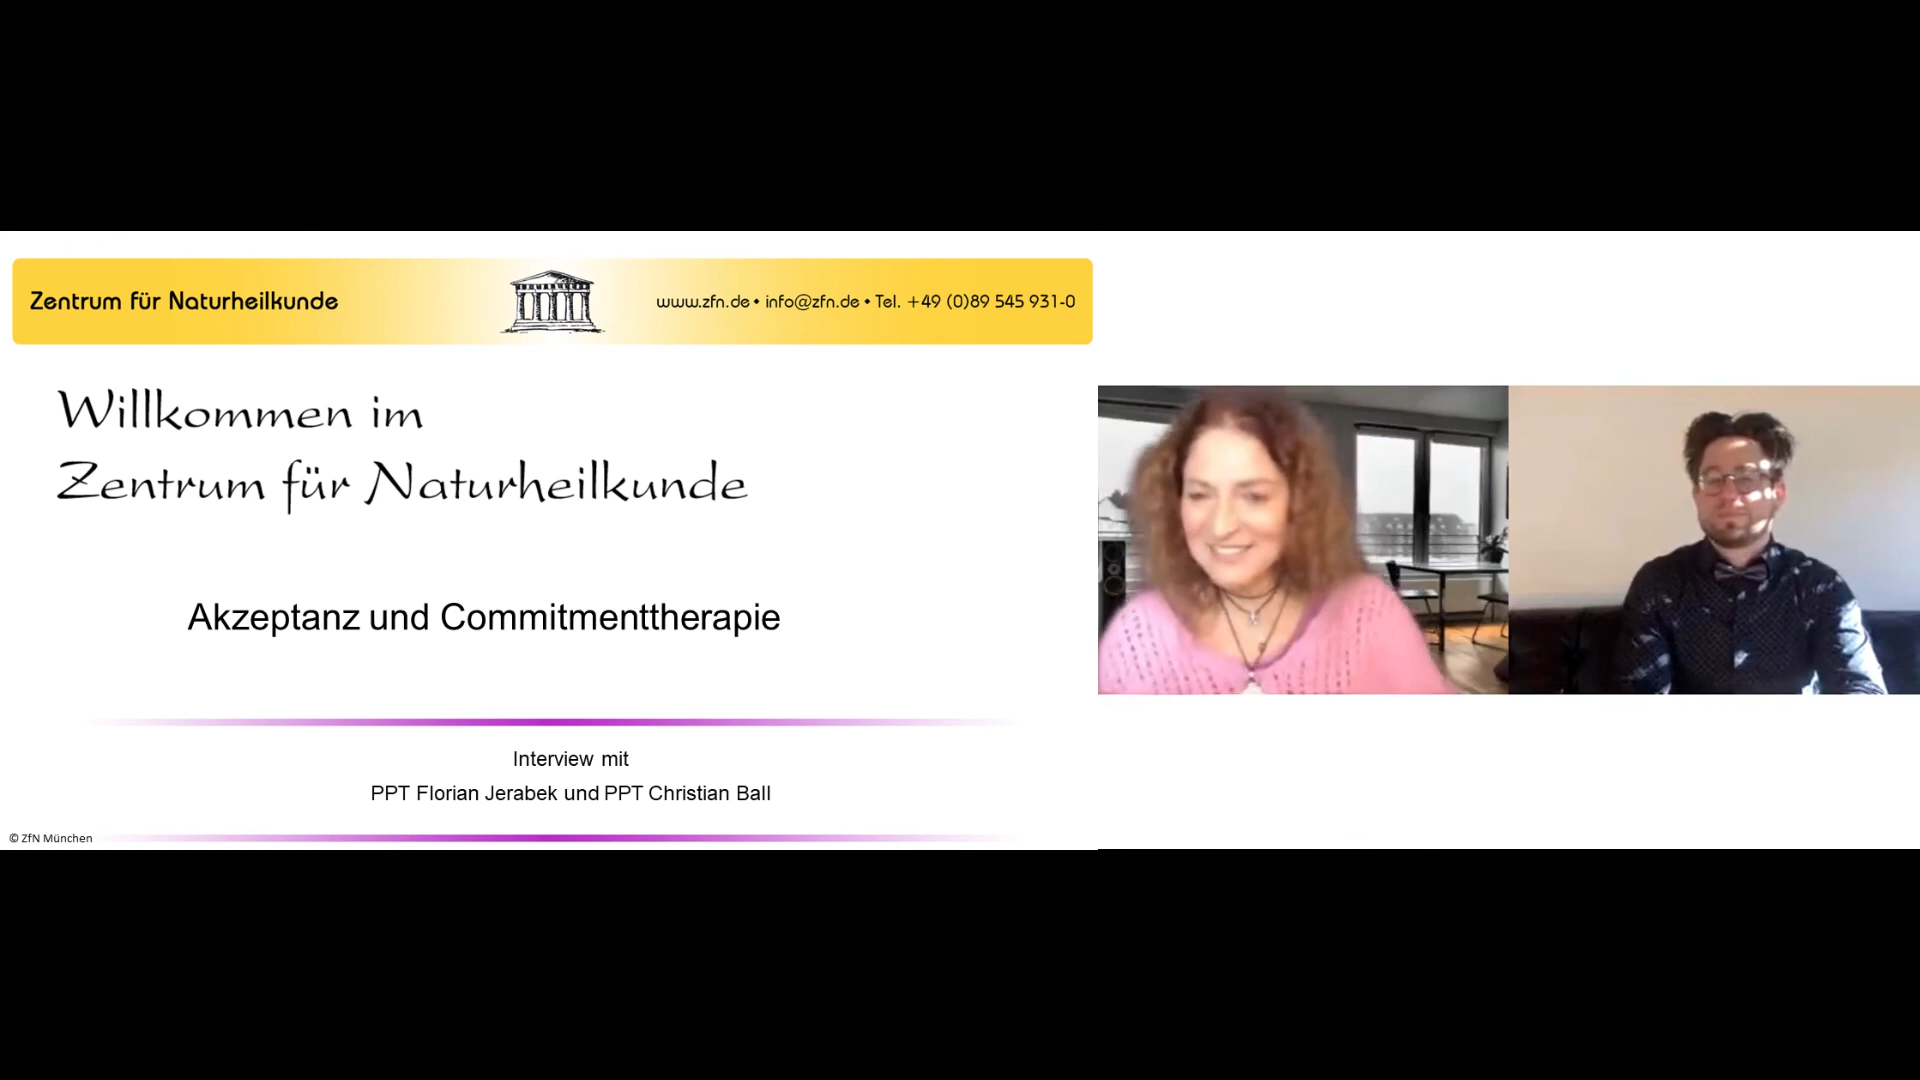 Zentrum für Naturheilkunde
www.zfn.de • info@zfn.de • Tel. +49 (0)89 545 931-0
Willkommen im
Zentrum für Naturheilkunde
Akzeptanz und Commitmenttherapie
Interview mit
PPT Florian Jerabek und PPT Christian Ball
© ZfN München